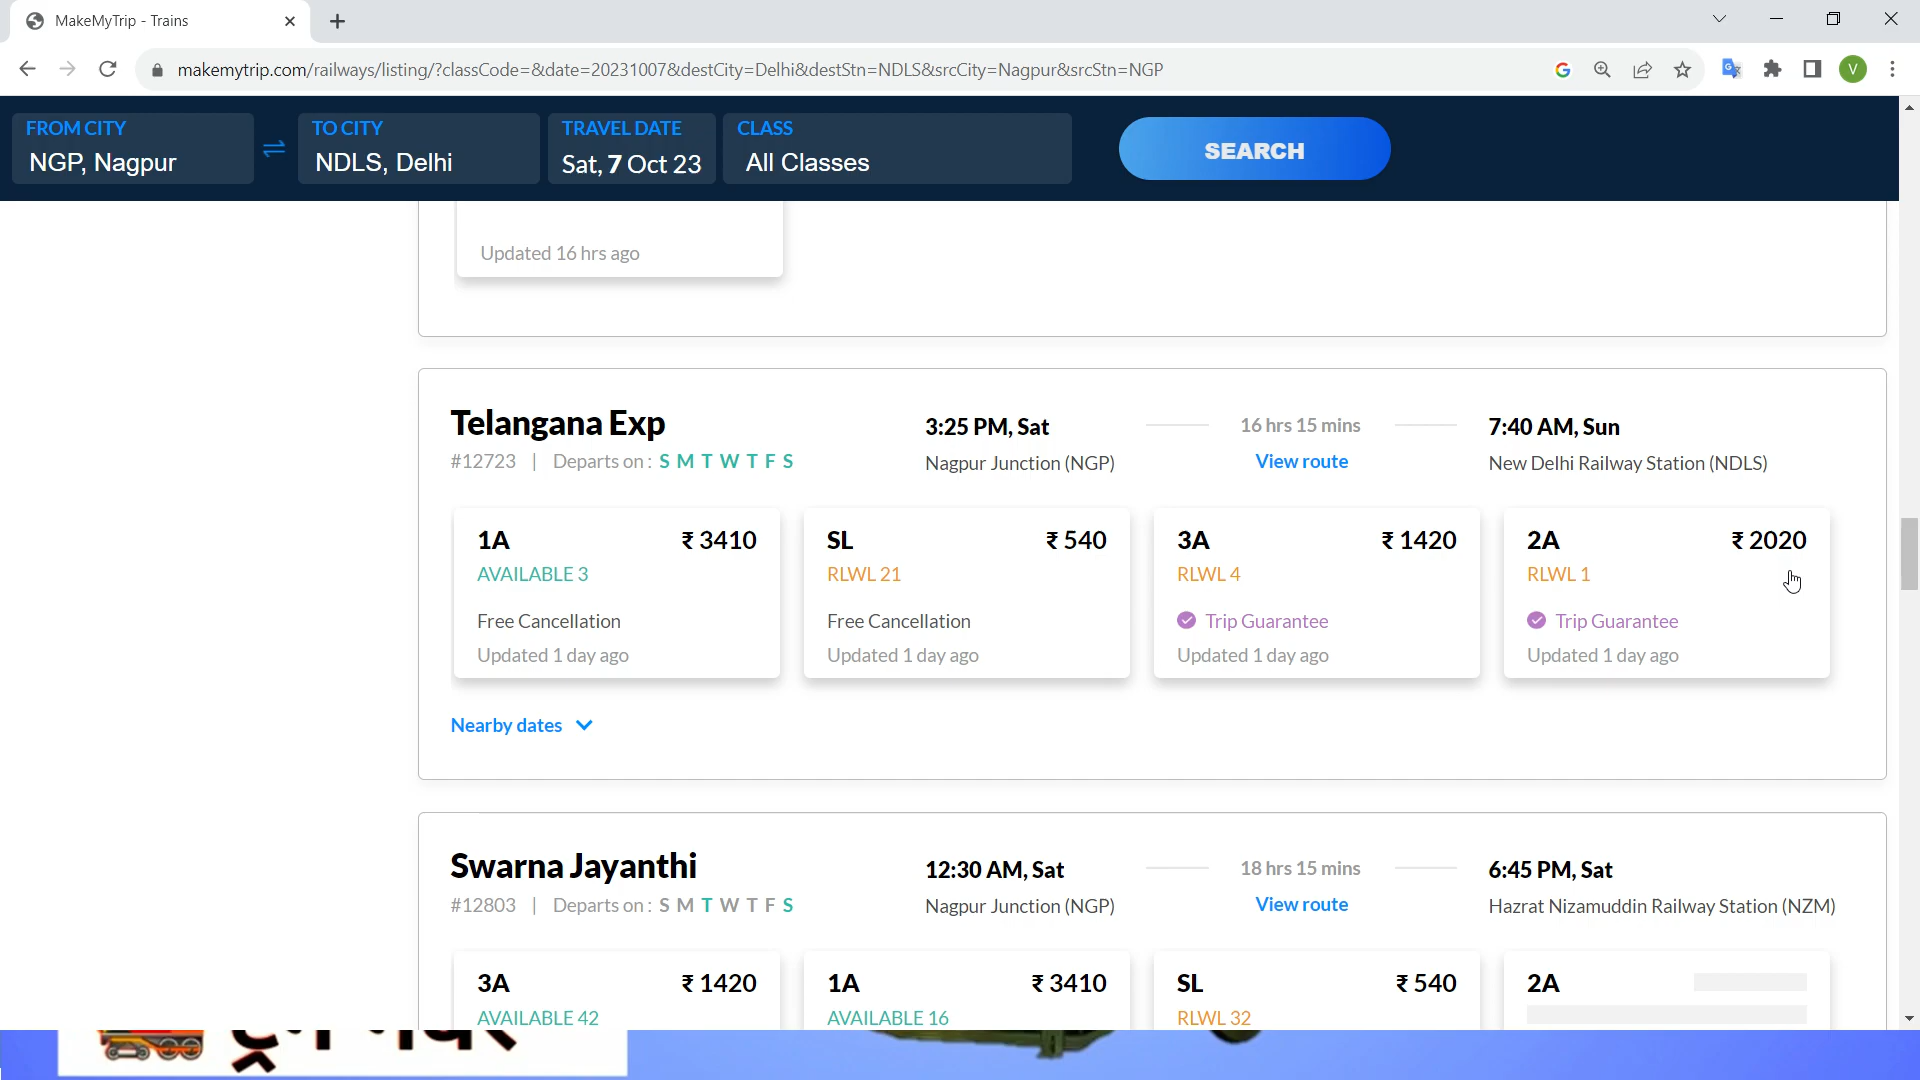 MakeMyTrip - Trains
makemytrip.com/railways/listing/?classCode=&date=20231007&destCity=Delhi&destStn=NDLS&srcCity=Nagpur&srcStn=NGP
V
FROM CITY
NGP, Nagpur
TO CITY
NDLS, Delhi
TRAVEL DATE
Sat, 7 Oct 23
CLASS
All Classes
SEARCH
Updated 16 hrs ago
Telangana Exp
#12723 | Departs on : S M T W T F S
3:25 PM, Sat
Nagpur Junction (NGP)
16 hrs 15 mins
View route
7:40 AM, Sun
New Delhi Railway Station (NDLS)
1A ₹ 3410
AVAILABLE 3
Free Cancellation
Updated 1 day ago
SL ₹ 540
RLWL 21
Free Cancellation
Updated 1 day ago
3A ₹ 1420
RLWL 4
Trip Guarantee
Updated 1 day ago
2A ₹ 2020
RLWL 1
Trip Guarantee
Updated 1 day ago
Nearby dates
Swarna Jayanthi
#12803 | Departs on : S M T W T F S
12:30 AM, Sat
Nagpur Junction (NGP)
18 hrs 15 mins
View route
6:45 PM, Sat
Hazrat Nizamuddin Railway Station (NZM)
3A ₹ 1420
AVAILABLE 42
1A ₹ 3410
AVAILABLE 16
SL ₹ 540
RLWL 32
2A